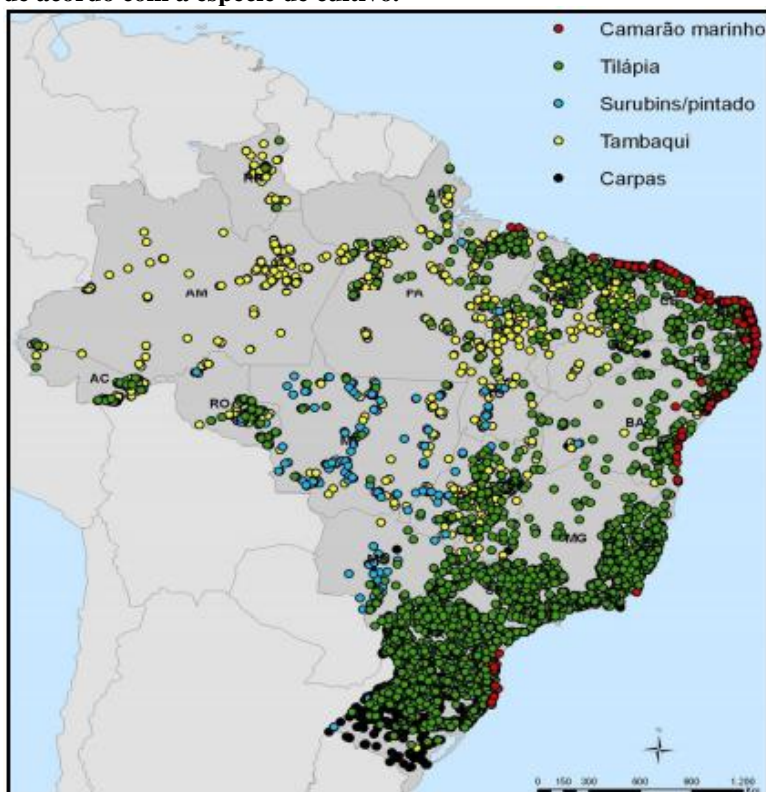 de acordo com a espécie de cultivo.
Camarão marinho
Tilápia
Surubins/pintado
Tambaqui
Carpas
RR
AM
PA
AC
RO
BA
MG
0 150 300 600 900 1.200